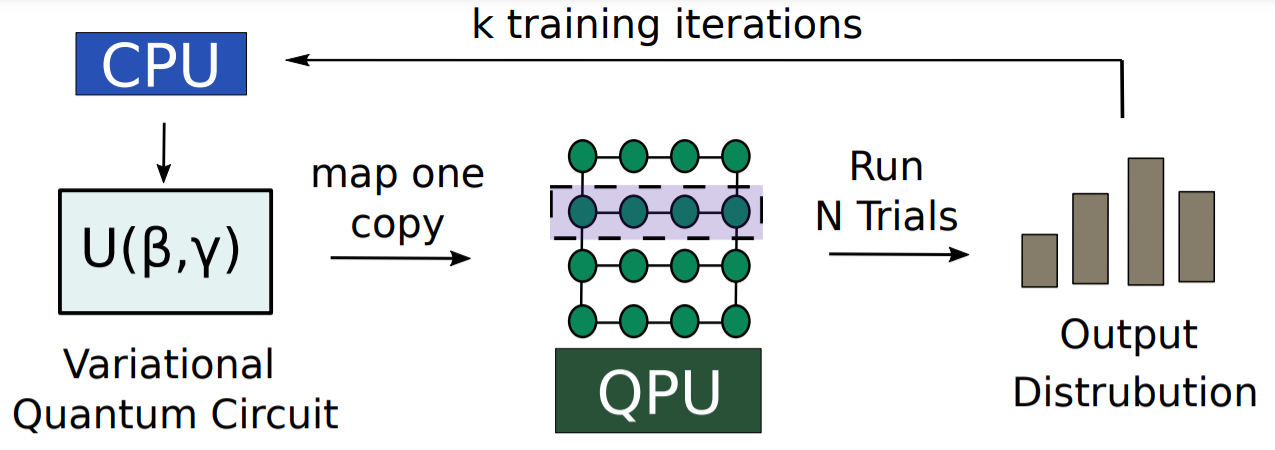 k training iterations
CPU
map one
copy
Run
N Trials
U(β,γ)
Variational
Quantum Circuit
QPU
Output
Distrubution